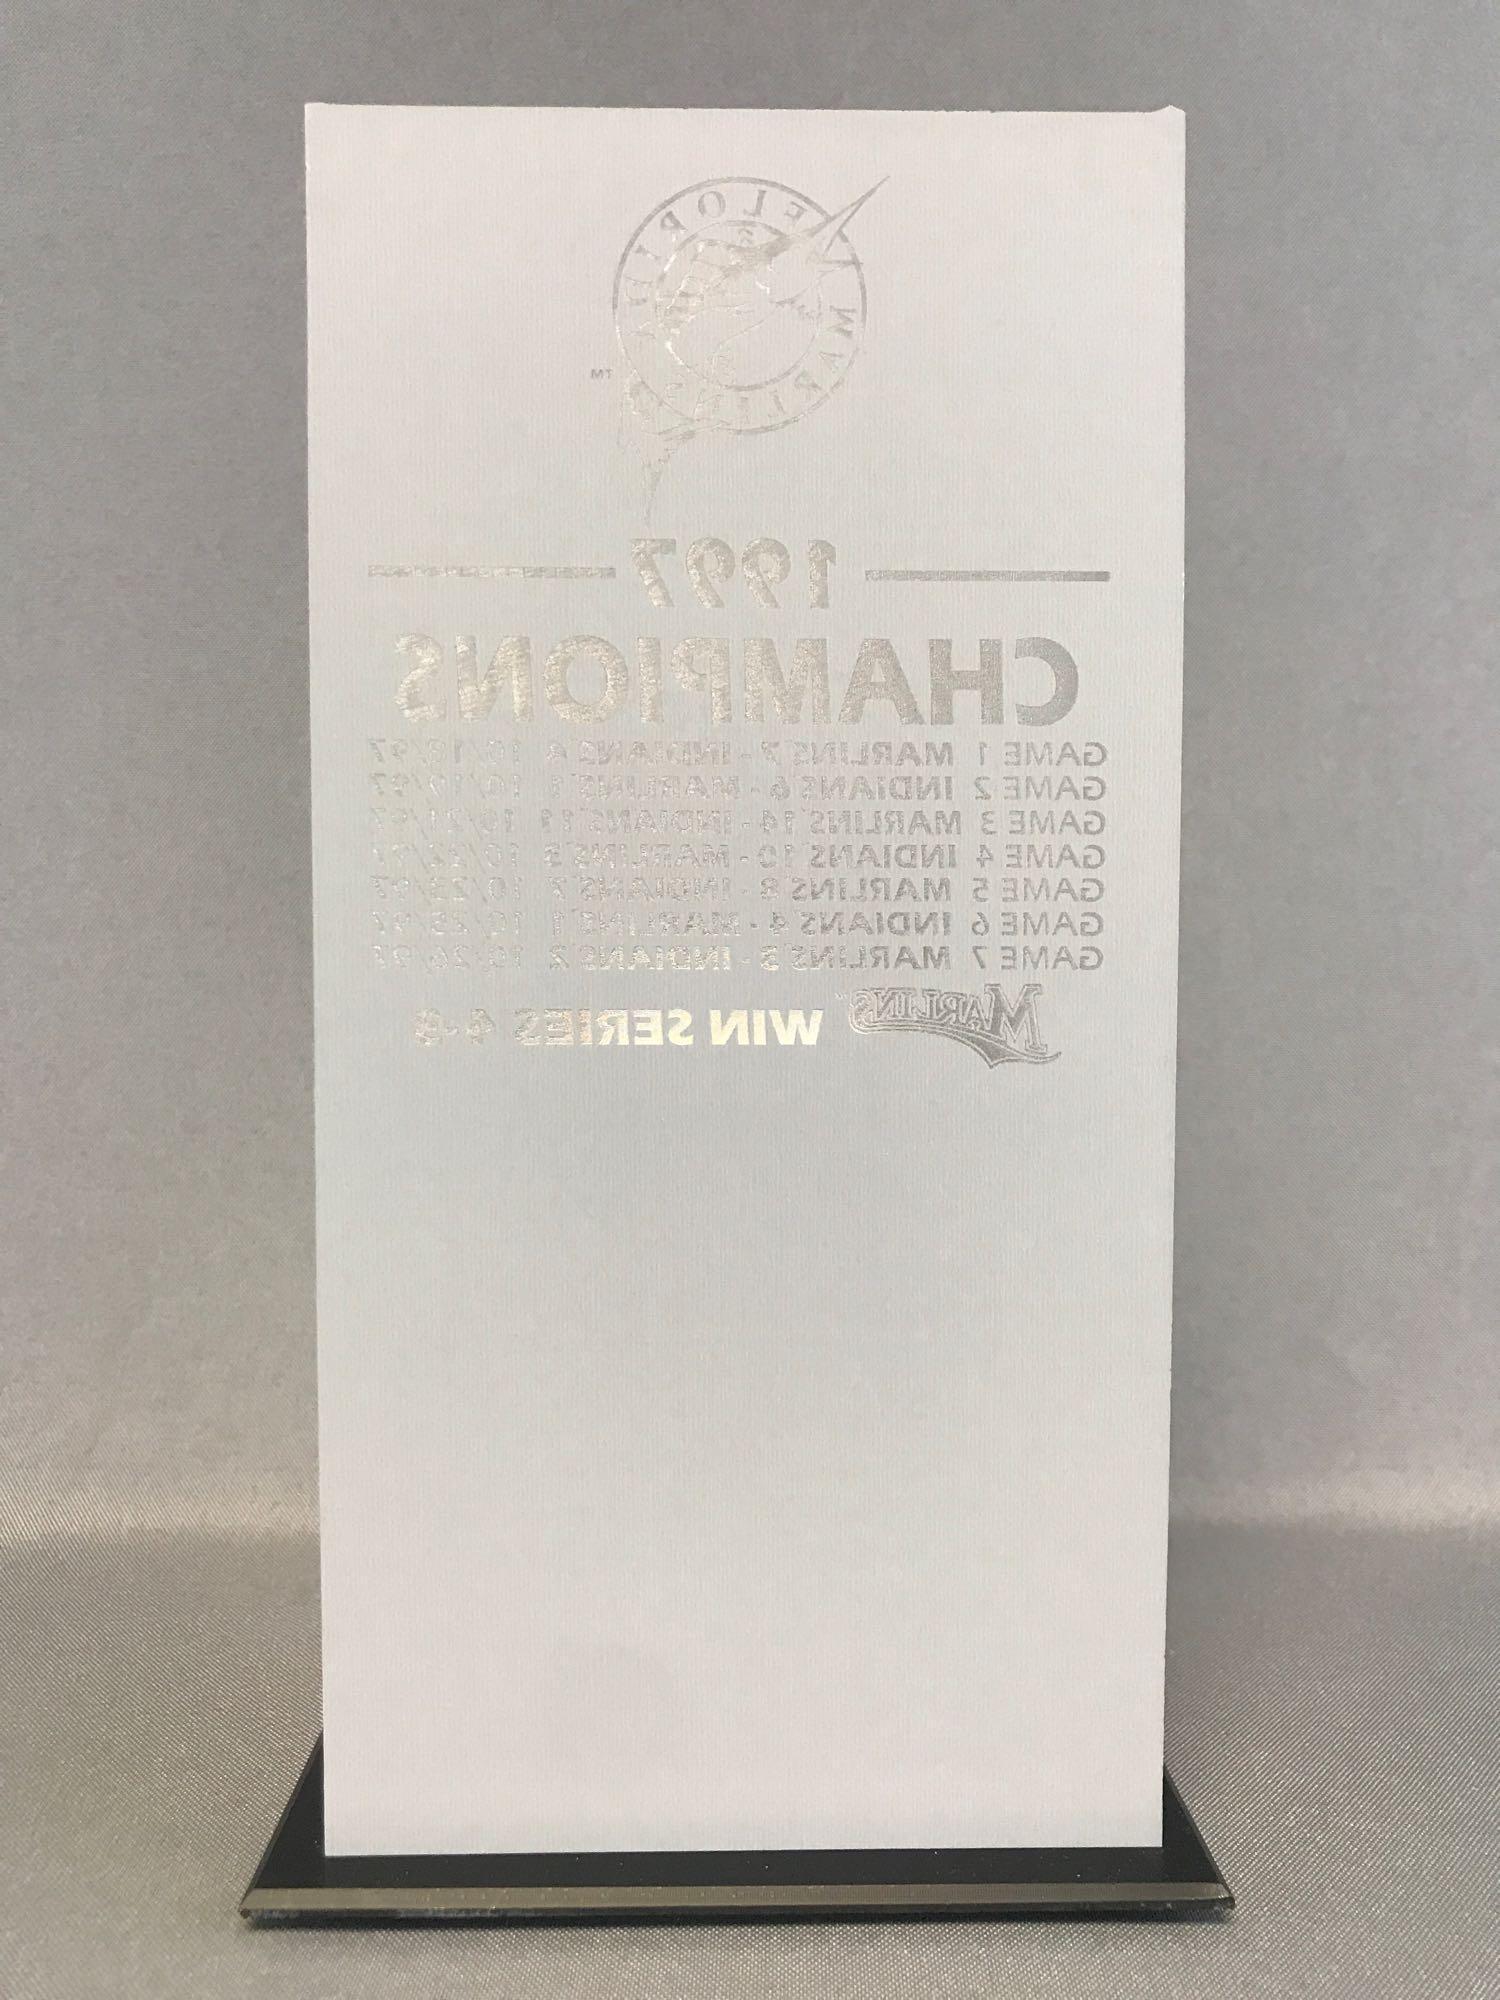 FLORIDA MARLINS
TM
1997
CHAMPIONS
GAME 1 MARLINS 7 - INDIANS 4 10/18/97
GAME 2 INDIANS 6 - MARLINS 1 10/19/97
GAME 3 MARLINS 14 - INDIANS 11 10/21/97
GAME 4 INDIANS 10 - MARLINS 3 10/22/97
GAME 5 MARLINS 8 - INDIANS 7 10/23/97
GAME 6 INDIANS 4 - MARLINS 1 10/25/97
GAME 7 MARLINS 3 - INDIANS 2 10/26/97
MARLINS WIN SERIES 4-3